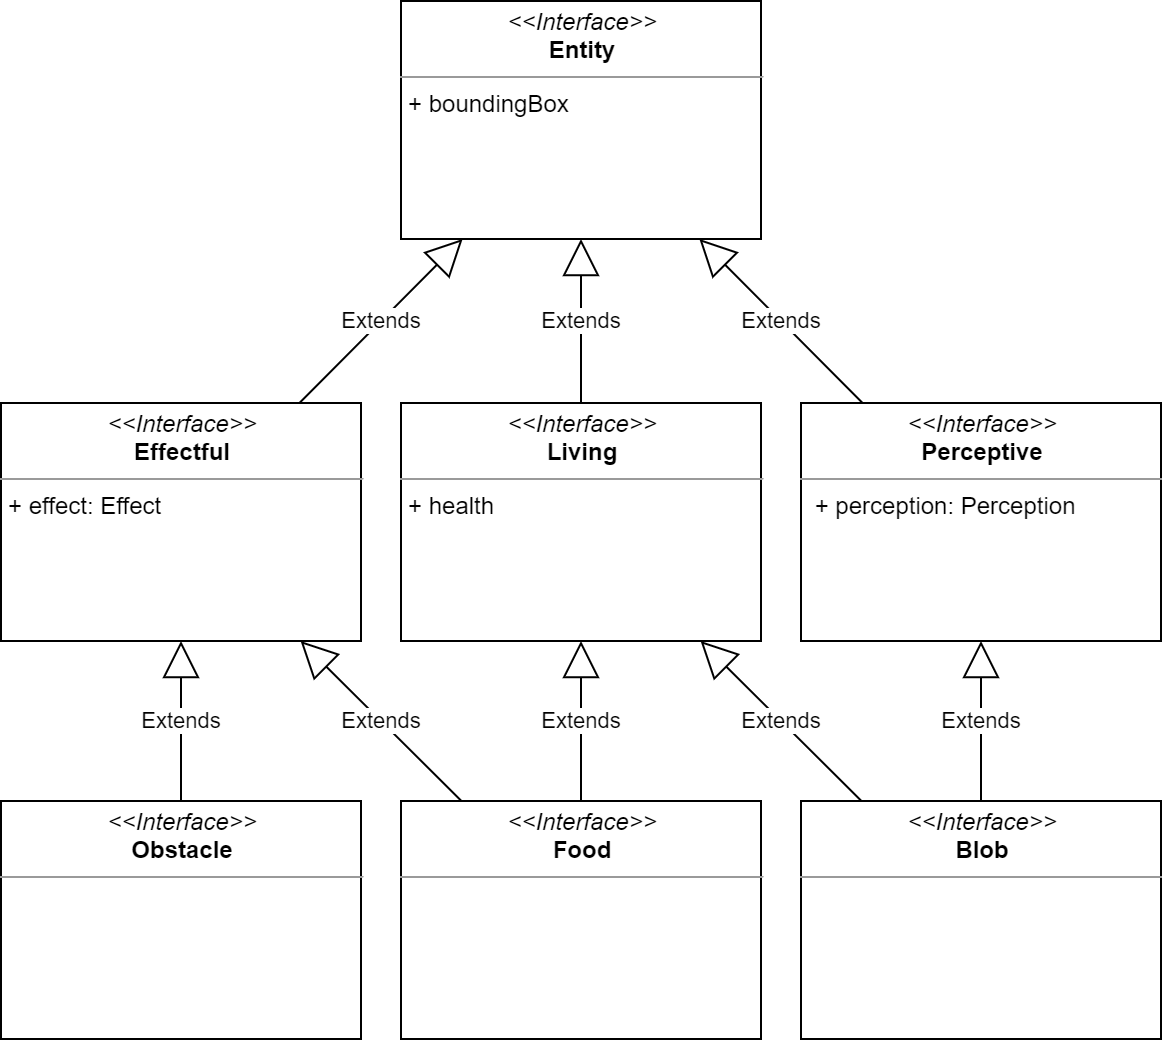 <<Interface>>
Entity
+ boundingBox
Extends
Extends
Extends
<<Interface>>
Effectful
+ effect: Effect
<<Interface>>
Living
+ health
<<Interface>>
Perceptive
+ perception: Perception
Extends
Extends
Extends
Extends
Extends
<<Interface>>
Obstacle
<<Interface>>
Food
<<Interface>>
Blob